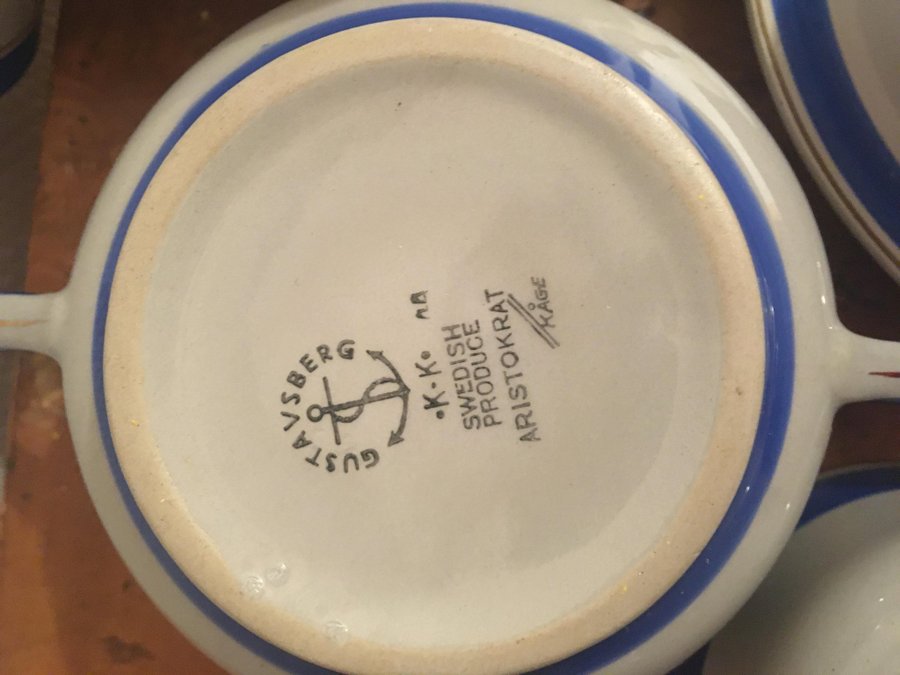 GUSTAVSBERG
·K·K·
SWEDISH
PRODUCE
ARISTOKRAT
KÅGE